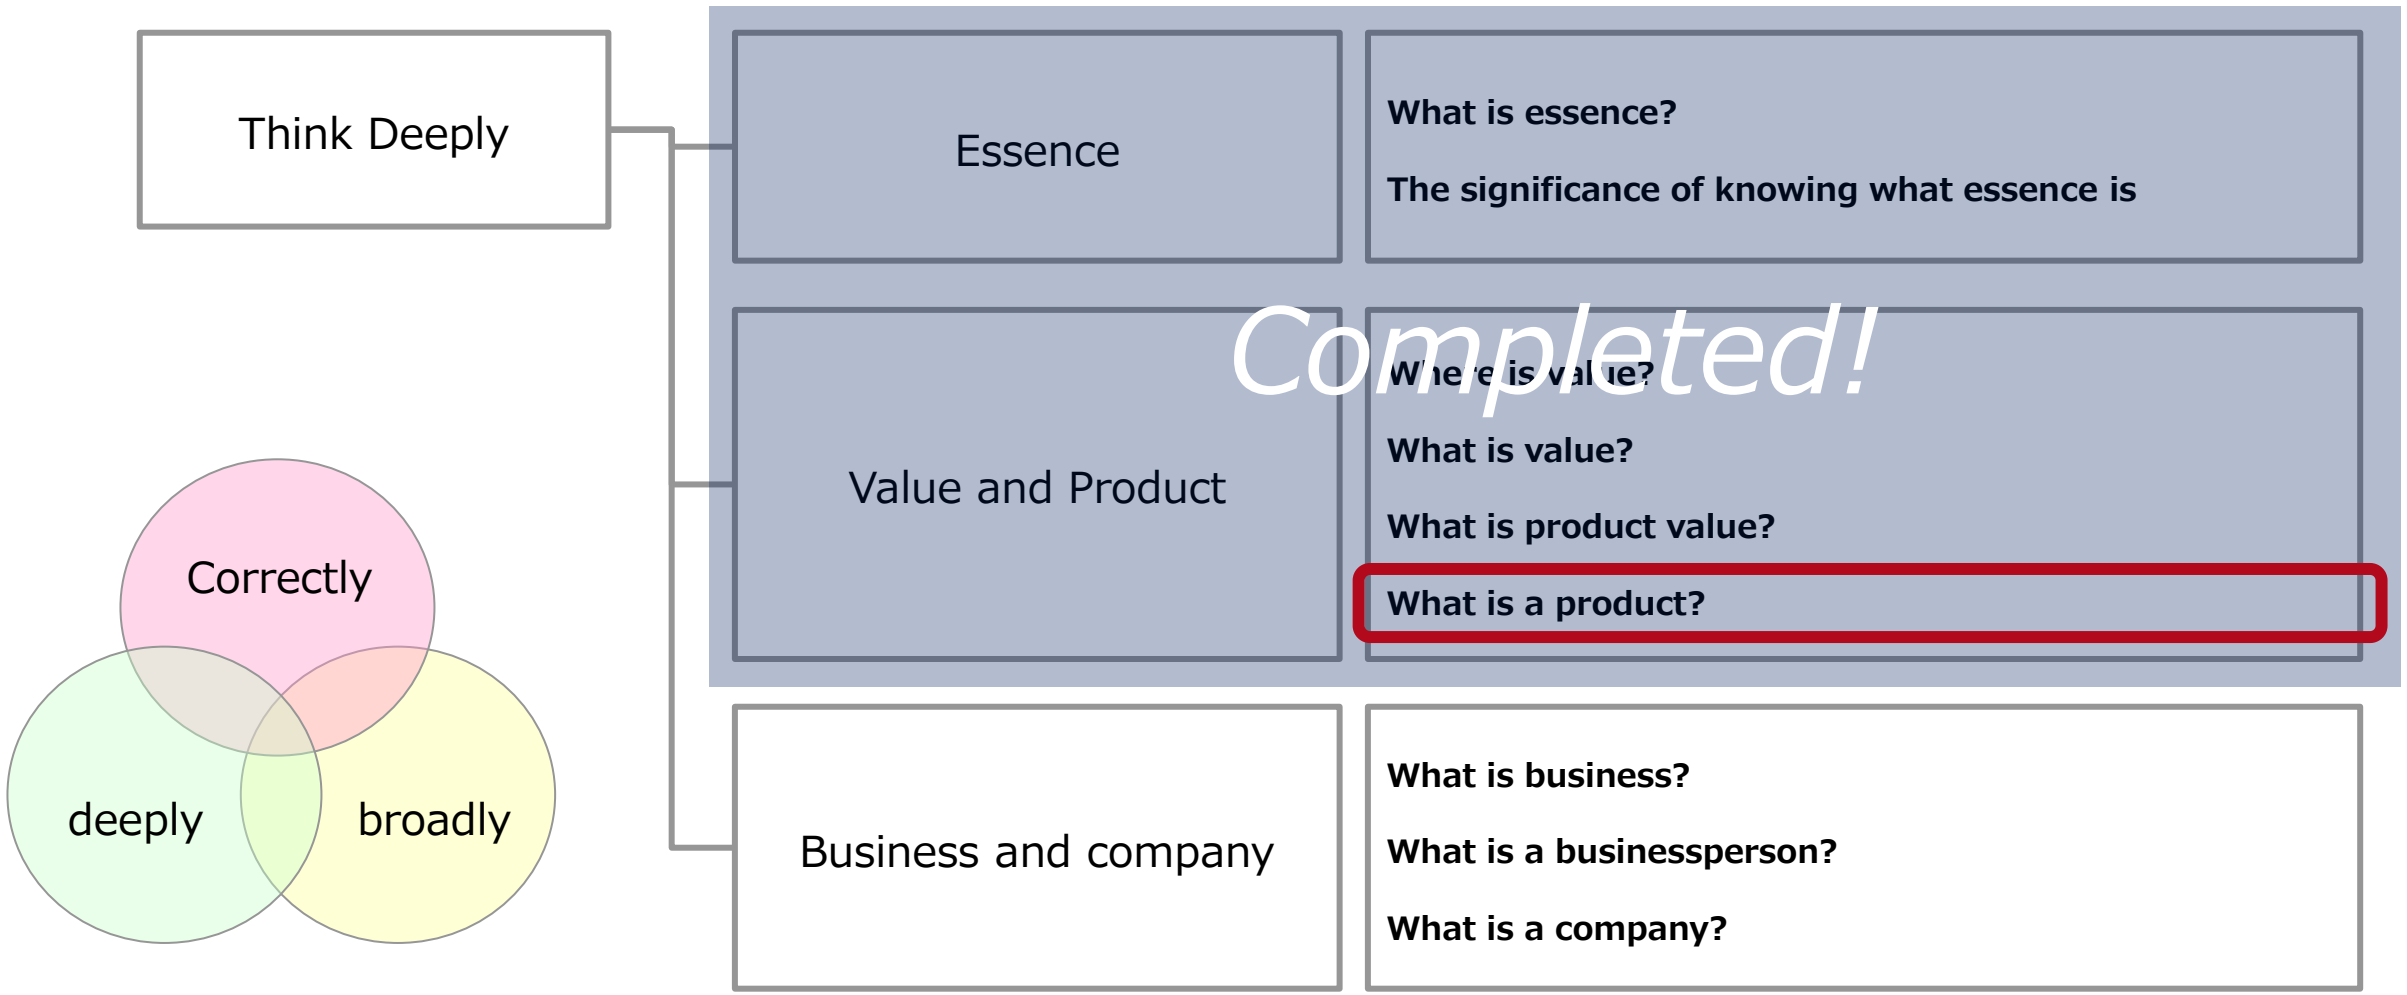 Think Deeply
Essence
What is essence?
The significance of knowing what essence is
Completed!
Value and Product
Where is value?
What is value?
What is product value?
What is a product?
Business and company
What is business?
What is a businessperson?
What is a company?
Correctly
deeply
broadly